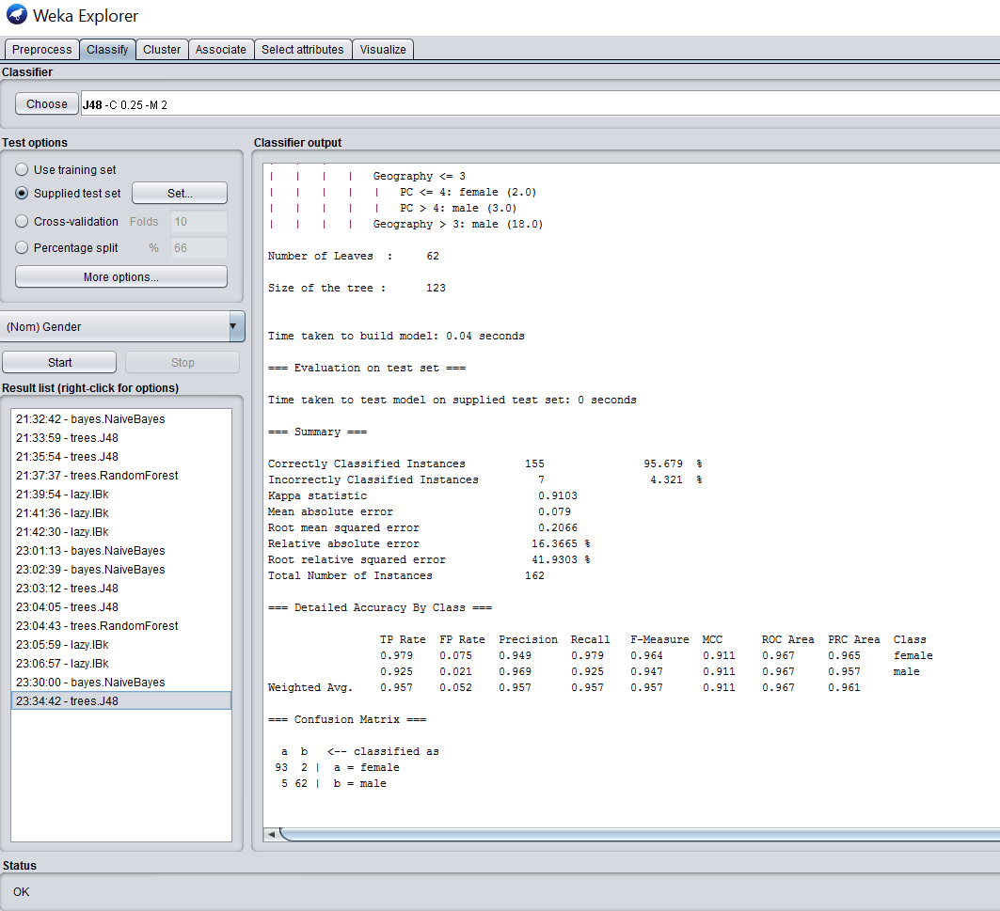 Weka Explorer
Preprocess Classify Cluster Associate Select attributes Visualize
Classifier
Choose J48 -C 0.25 -M 2
Test options
Use training set
Supplied test set Set...
Cross-validation Folds 10
Percentage split % 66
More options...
(Nom) Gender
Start Stop
Result list (right-click for options)
21:32:42 - bayes.NaiveBayes
21:33:59 - trees.J48
21:35:54 - trees.J48
21:37:37 - trees.RandomForest
21:39:54 - lazy.IBk
21:41:36 - lazy.IBk
21:42:30 - lazy.IBk
23:01:13 - bayes.NaiveBayes
23:02:39 - bayes.NaiveBayes
23:03:12 - trees.J48
23:04:05 - trees.J48
23:04:43 - trees.RandomForest
23:05:59 - lazy.IBk
23:06:57 - lazy.IBk
23:30:00 - bayes.NaiveBayes
23:34:42 - trees.J48
Classifier output
| | | | Geography <= 3
| | | | | PC <= 4: female (2.0)
| | | | | PC > 4: male (3.0)
| | | | Geography > 3: male (18.0)
Number of Leaves : 62
Size of the tree : 123
Time taken to build model: 0.04 seconds
=== Evaluation on test set ===
Time taken to test model on supplied test set: 0 seconds
=== Summary ===
Correctly Classified Instances 155 95.679 %
Incorrectly Classified Instances 7 4.321 %
Kappa statistic 0.9103
Mean absolute error 0.079
Root mean squared error 0.2066
Relative absolute error 16.3665 %
Root relative squared error 41.9303 %
Total Number of Instances 162
=== Detailed Accuracy By Class ===
TP Rate FP Rate Precision Recall F-Measure MCC ROC Area PRC Area Class
0.979 0.075 0.949 0.979 0.964 0.911 0.967 0.965 female
0.925 0.021 0.969 0.925 0.947 0.911 0.967 0.957 male
Weighted Avg. 0.957 0.052 0.957 0.957 0.957 0.911 0.967 0.961
=== Confusion Matrix ===
a b <-- classified as
93 2 | a = female
5 62 | b = male
Status
OK